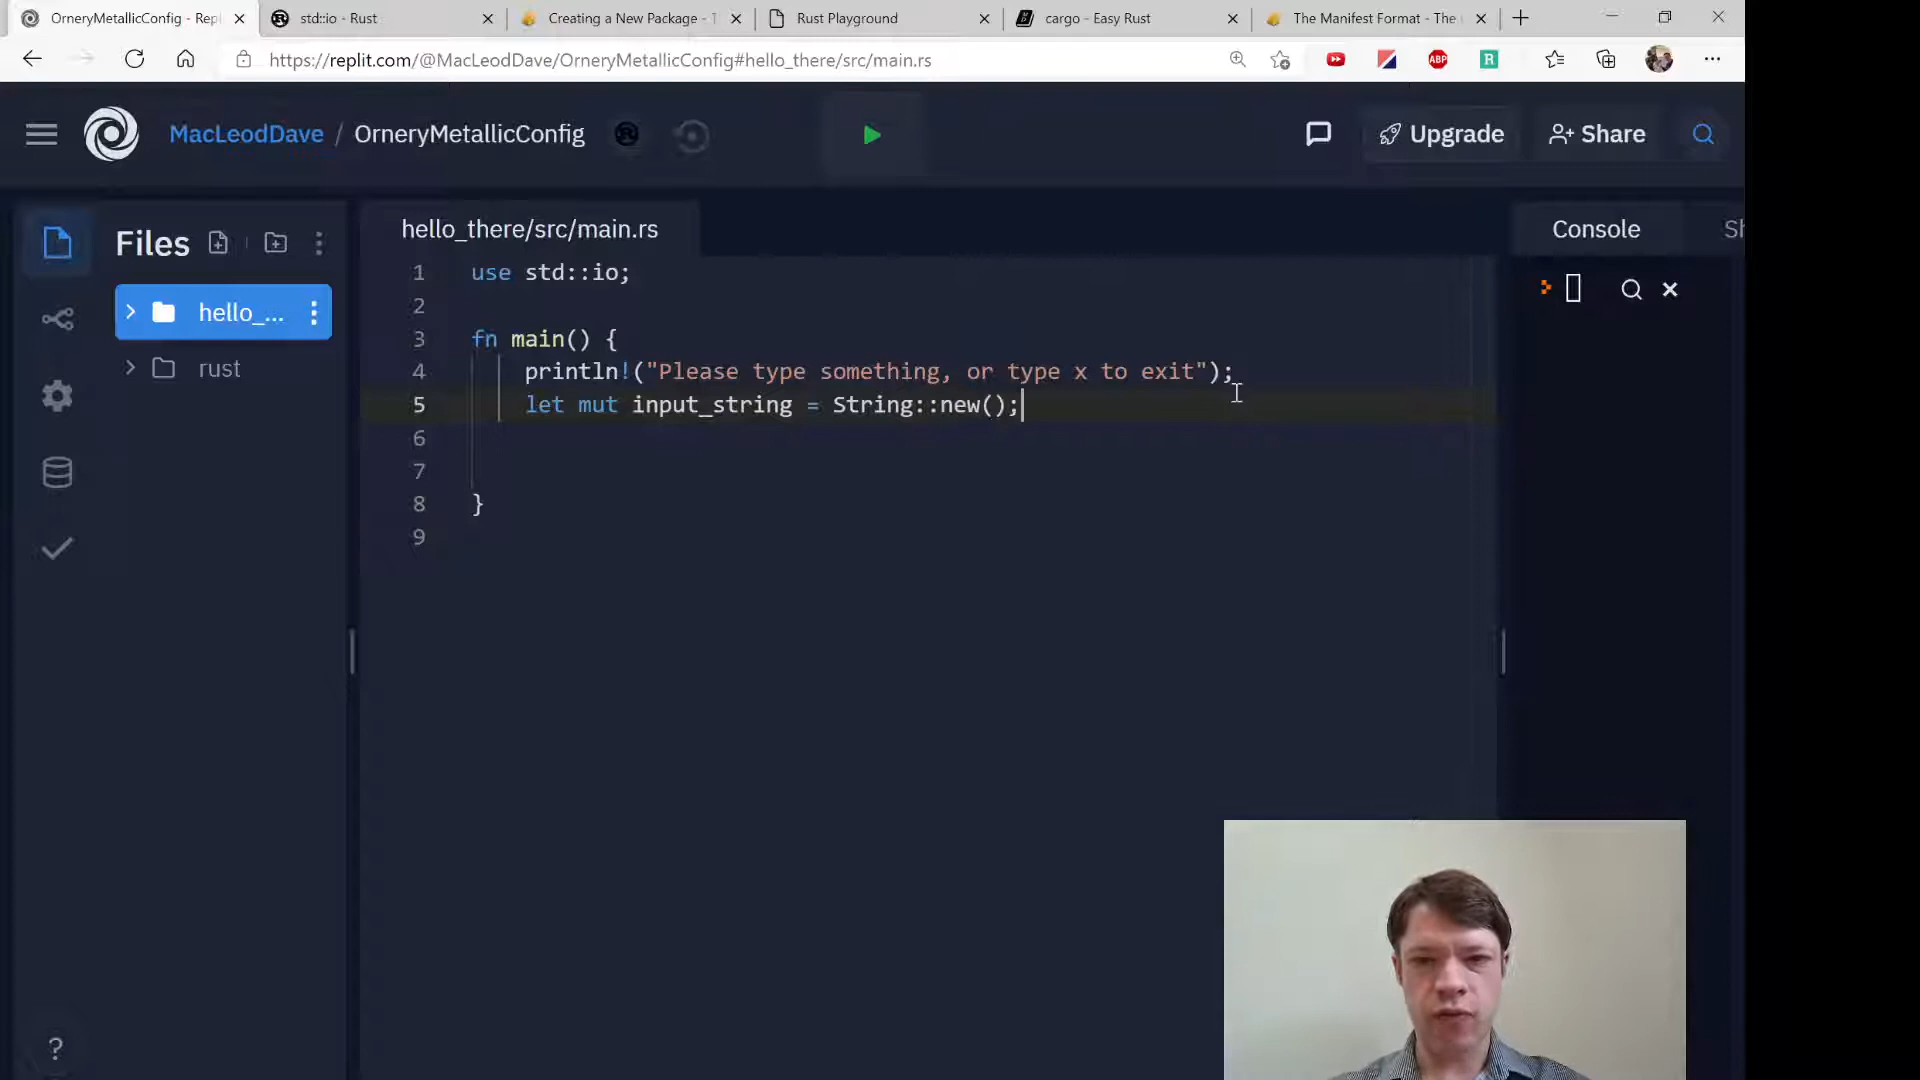 OrneryMetallicConfig - Repl
std::io - Rust
Creating a New Package - T
Rust Playground
cargo - Easy Rust
The Manifest Format - The
https://replit.com/@MacLeodDave/OrneryMetallicConfig#hello_there/src/main.rs
ABP
R
MacLeodDave / OrneryMetallicConfig
Upgrade
Share
Files
hello_...
rust
hello_there/src/main.rs
Console
Sh
1 use std::io;
2
3 fn main() {
4 println!("Please type something, or type x to exit");
5 let mut input_string = String::new();
6
7
8 }
9
?